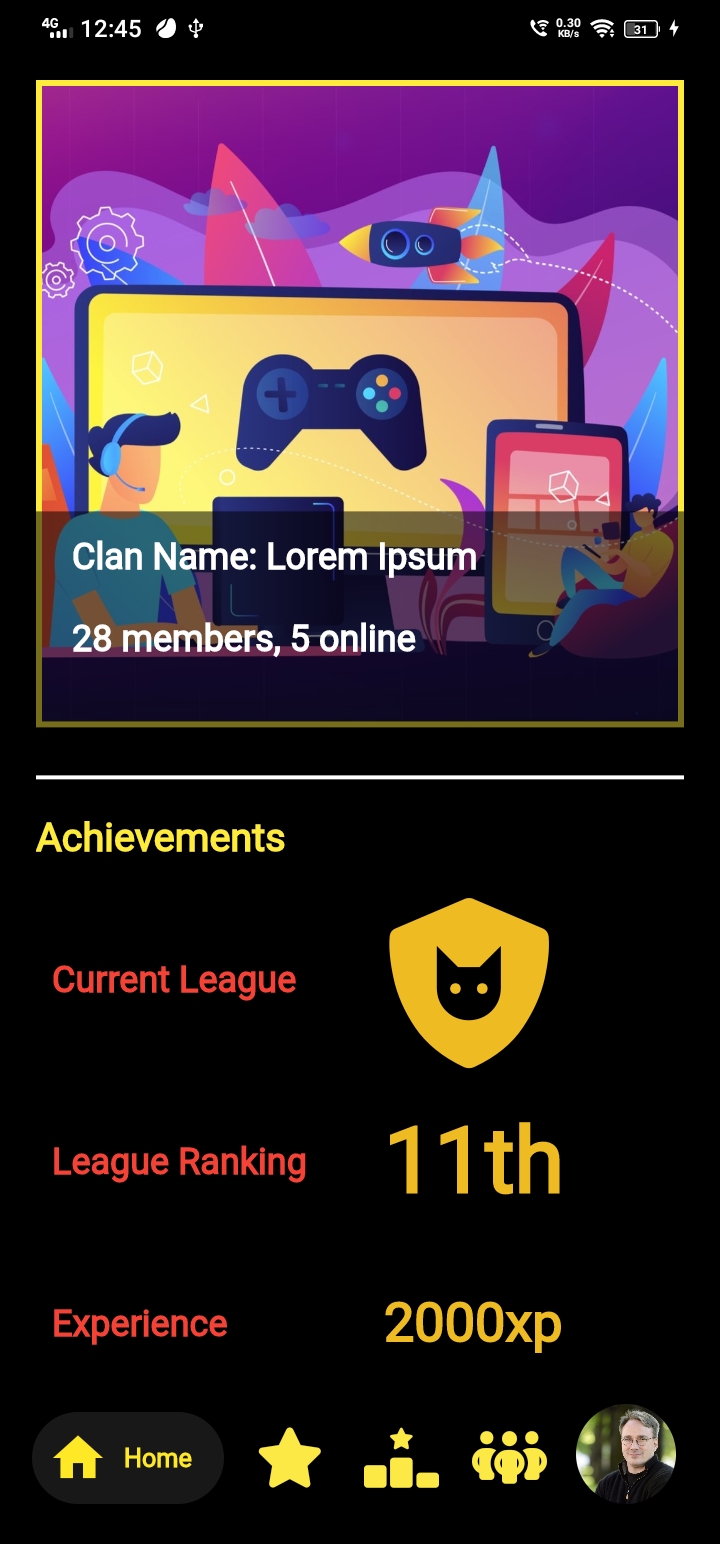 4G 12:45 0.30 KB/s 31
Clan Name: Lorem Ipsum
28 members, 5 online
Achievements
Current League
League Ranking 11th
Experience 2000xp
Home